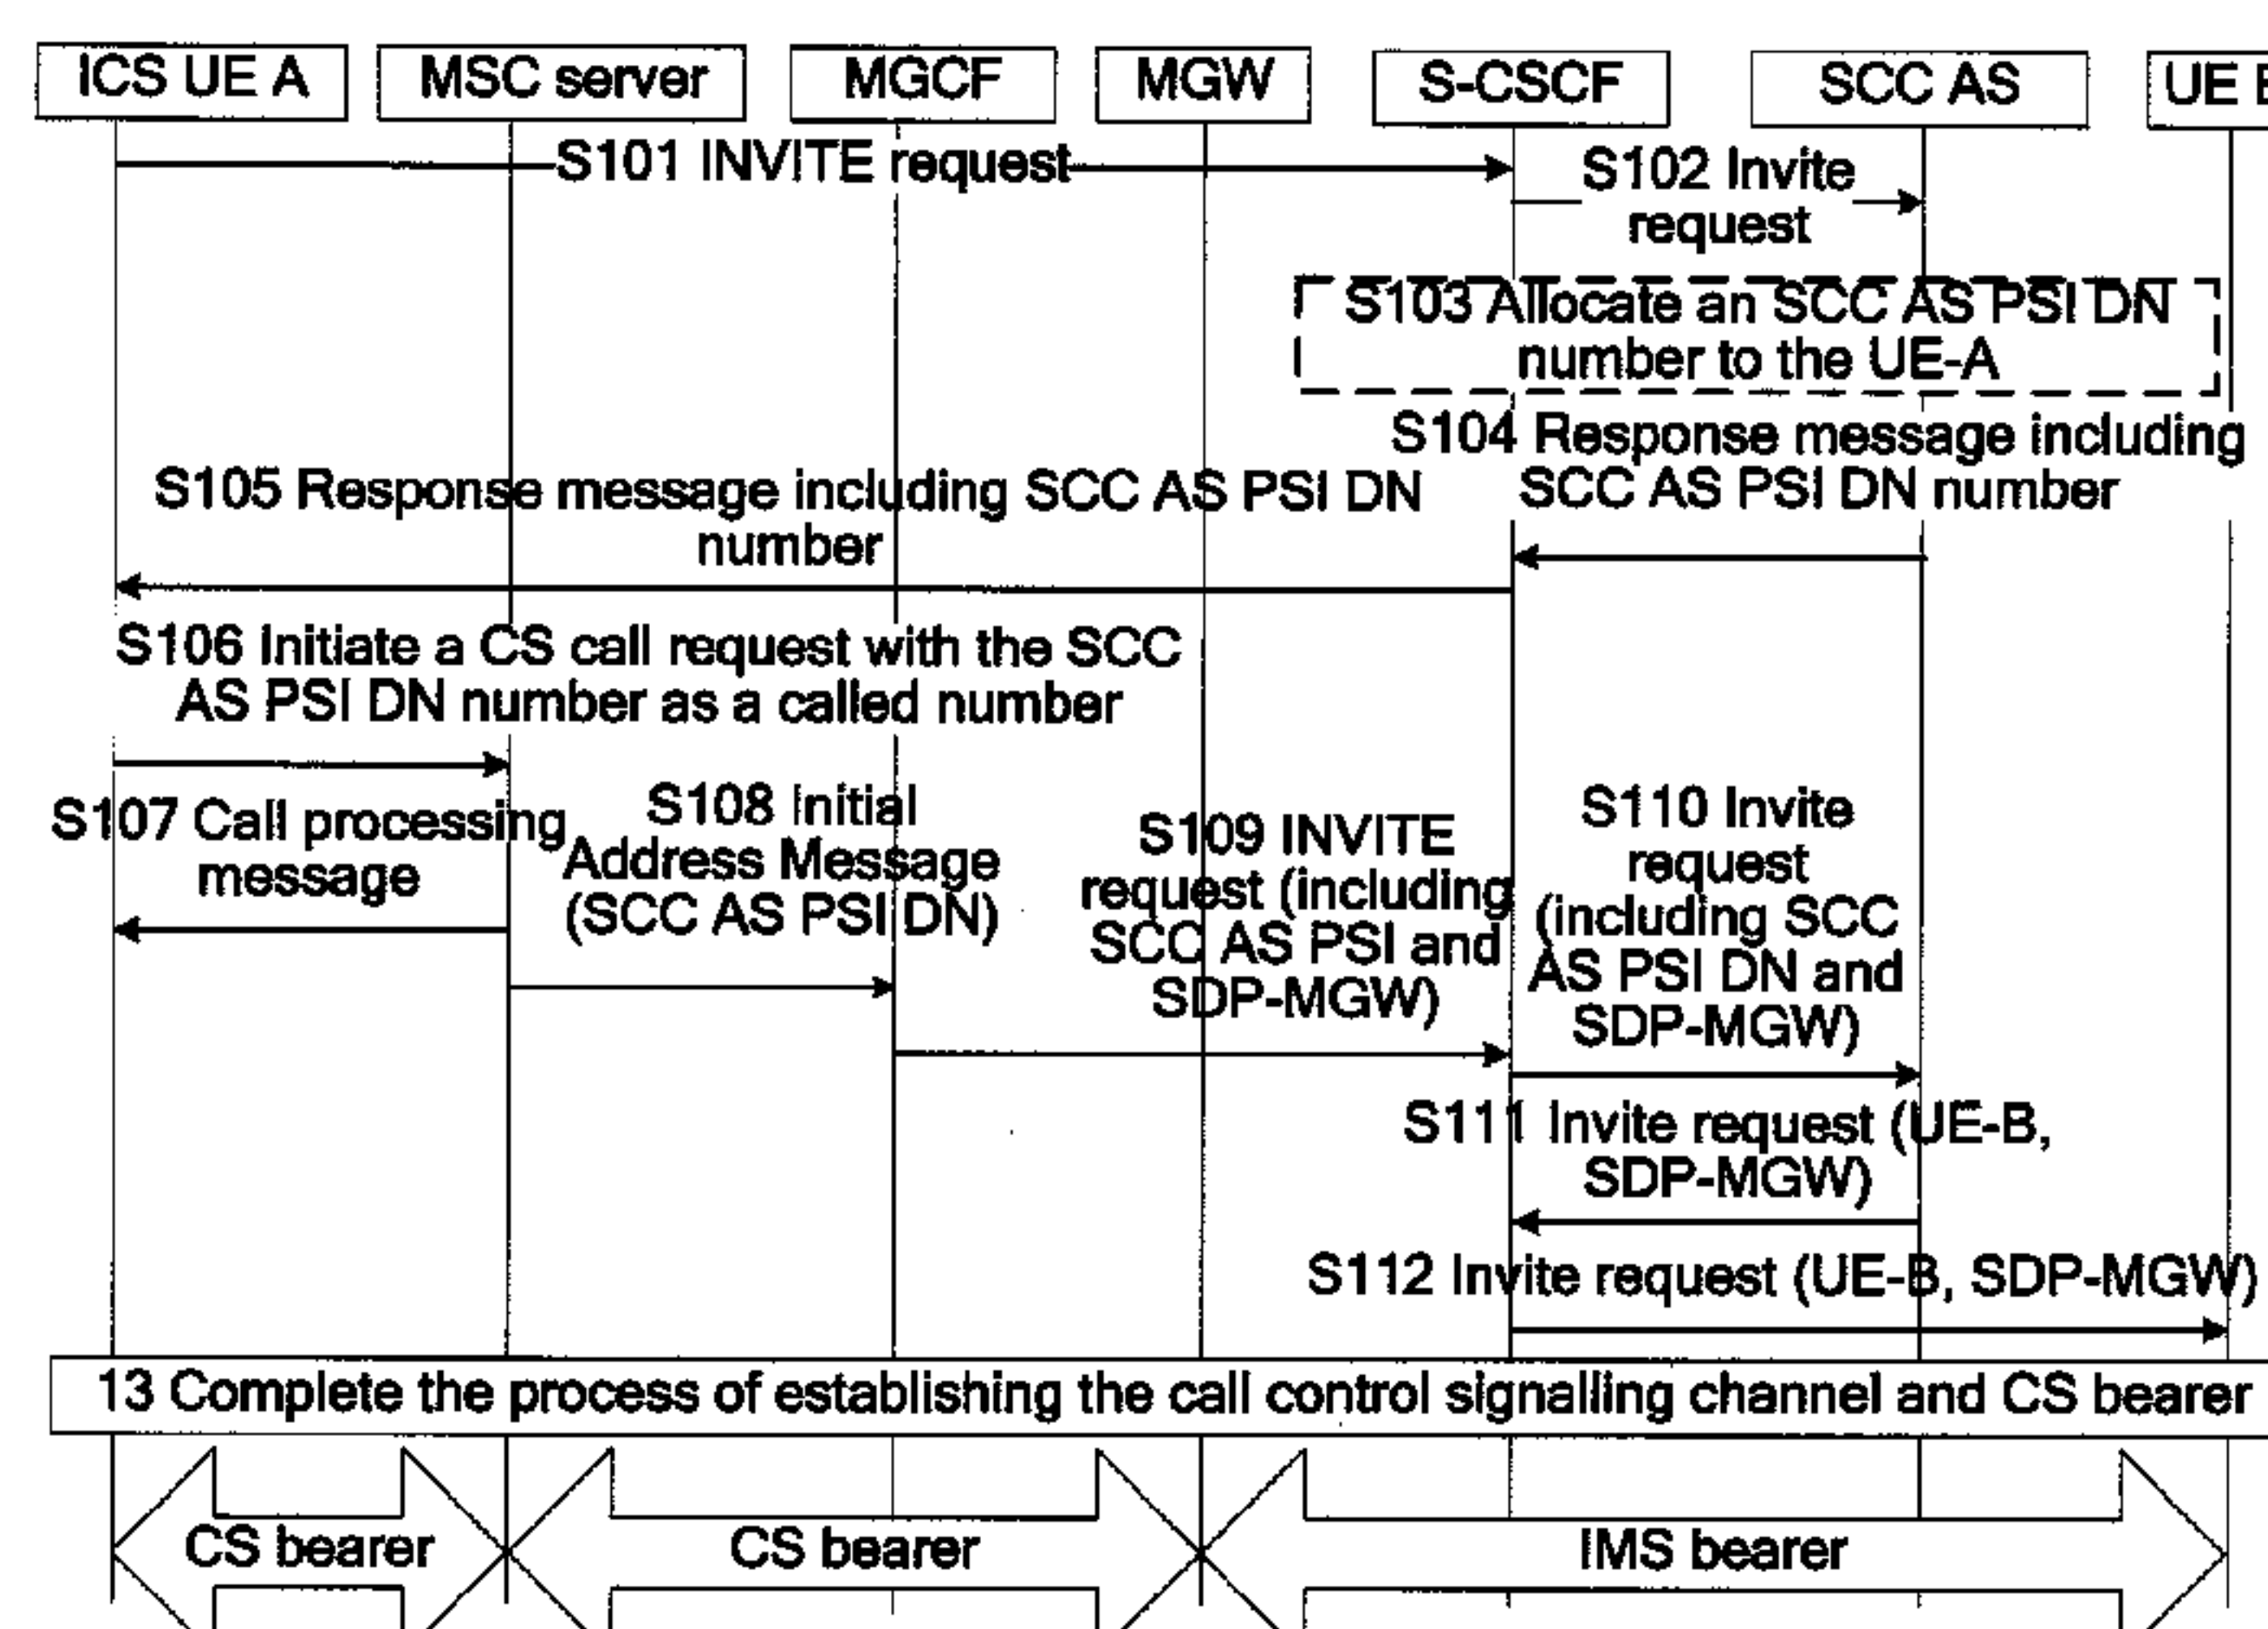 ICS UE A
MSC server
MGCF
MGW
S-CSCF
SCC AS
UE B
S101 INVITE request
S102 Invite
request
S103 Allocate an SCC AS PSI DN
number to the UE-A
S104 Response message including
SCC AS PSI DN number
S105 Response message including SCC AS PSI DN
number
S106 Initiate a CS call request with the SCC
AS PSI DN number as a called number
S107 Call processing
message
S108 Initial
Address Message
(SCC AS PSI DN)
S109 INVITE
request (including
SCC AS PSI and
SDP-MGW)
S110 Invite
request
(including SCC
AS PSI DN and
SDP-MGW)
S111 Invite request (UE-B,
SDP-MGW)
S112 Invite request (UE-B, SDP-MGW)
13 Complete the process of establishing the call control signalling channel and CS bearer
CS bearer
CS bearer
IMS bearer